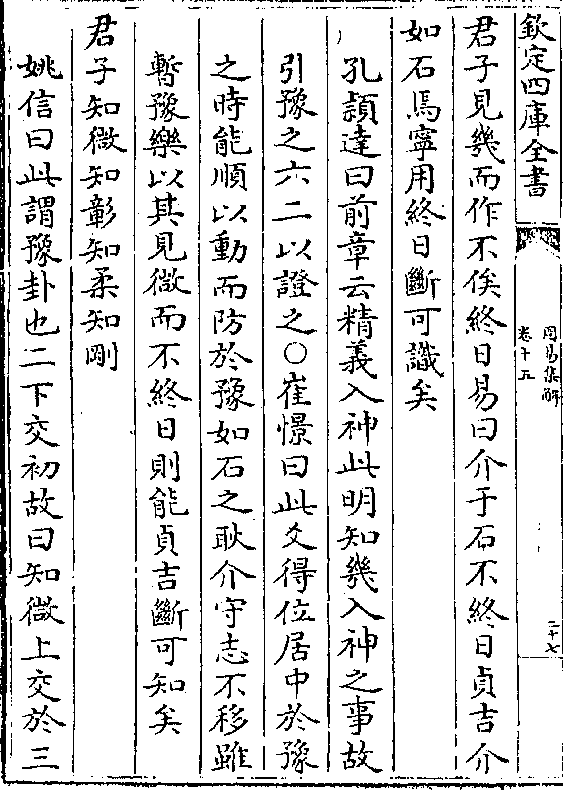 欽定四庫全書
周易集解
卷十五
二十七
君子見幾而作不俟終日易曰介于石不終日貞吉介
如石焉寧用終日斷可識矣
孔頴達曰前章云精義入神此明知幾入神之事故
引豫之六二以證之○崔憬曰此爻得位居中於豫
之時能順以動而防於豫如石之耿介守志不移雖
暫豫樂以其見微而不終日則能貞吉斷可知矣
君子知微知彰知柔知剛
姚信曰此謂豫卦也二下交初故曰知微上交於三